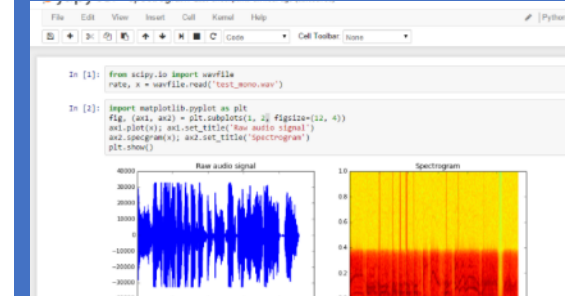 File Edit View Insert Cell Kernel Help
Python
Code Cell Toolbar: None
In [1]: from scipy.io import wavfile
rate, x = wavfile.read('test_mono.wav')
In [2]: import matplotlib.pyplot as plt
fig, (ax1, ax2) = plt.subplots(1, 2, figsize=(12, 4))
ax1.plot(x); ax1.set_title('Raw audio signal')
ax2.specgram(x); ax2.set_title('Spectrogram')
plt.show()
Raw audio signal Spectrogram
40000 1.0
30000
20000 0.8
10000 0.6
0
-10000 0.4
-20000
-30000 0.2